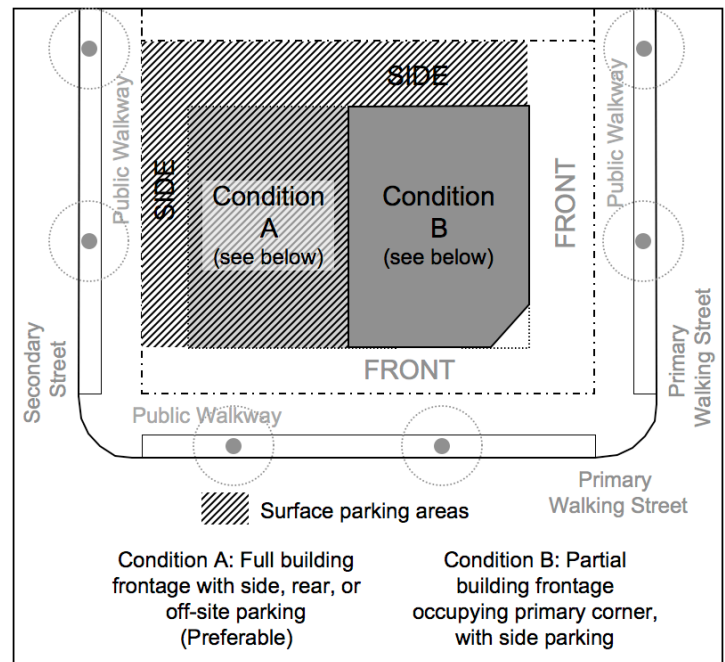 SIDE
Public Walkway
Public Walkway
SIDE
Condition
A
(see below)
Condition
B
(see below)
FRONT
FRONT
Secondary
Street
Primary
Walking Street
Public Walkway
Primary
Walking Street
Surface parking areas
Condition A: Full building
frontage with side, rear, or
off-site parking
(Preferable)
Condition B: Partial
building frontage
occupying primary corner,
with side parking